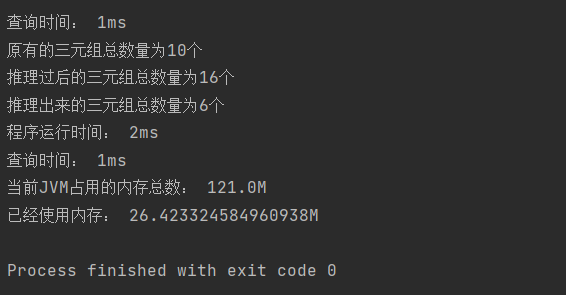 查询时间： 1ms
原有的三元组总数量为10个
推理过后的三元组总数量为16个
推理出来的三元组总数量为6个
程序运行时间： 2ms
查询时间： 1ms
当前JVM占用的内存总数： 121.0M
已经使用内存： 26.423324584960938M
Process finished with exit code 0